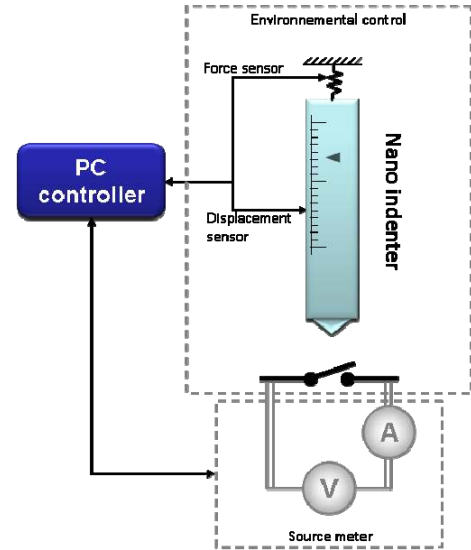 Environnemental control
Force sensor
PC
controller
Nano indenter
Displacement
sensor
A
V
Source meter